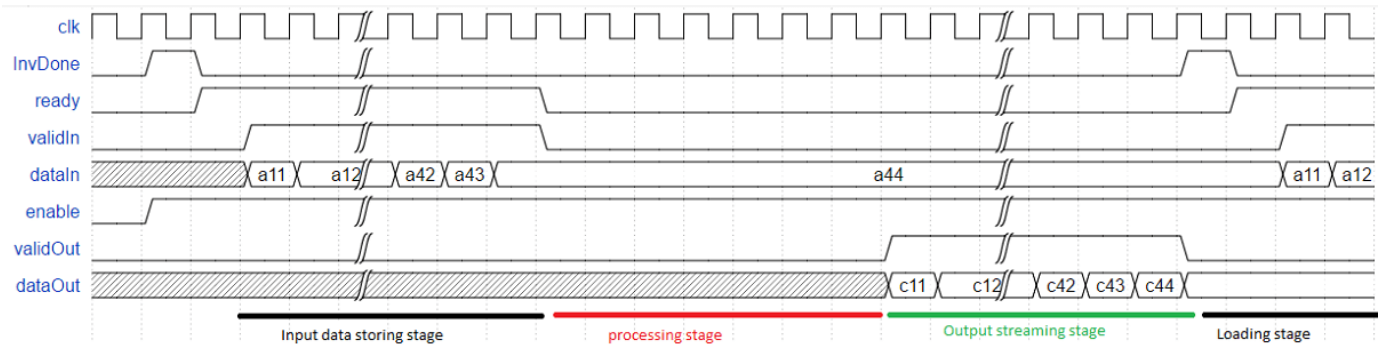 clk
InvDone
ready
validIn
dataIn a11 a12 a42 a43 a44 a11 a12
enable
validOut
dataOut c11 c12 c42 c43 c44
Input data storing stage processing stage Output streaming stage Loading stage